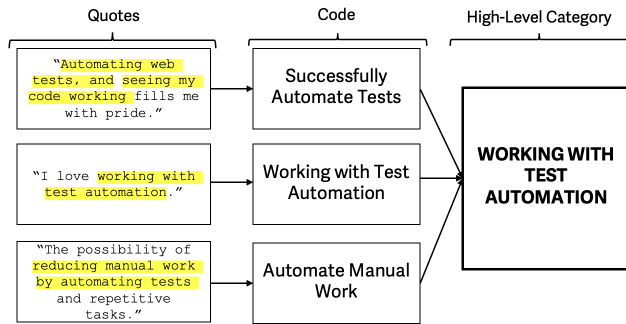 Quotes
Code
High-Level Category
“Automating web
tests, and seeing my
code working fills me
with pride.”
Successfully
Automate Tests
“I love working with
test automation.”
Working with Test
Automation
WORKING WITH
TEST
AUTOMATION
“The possibility of
reducing manual work
by automating tests
and repetitive
tasks.”
Automate Manual
Work